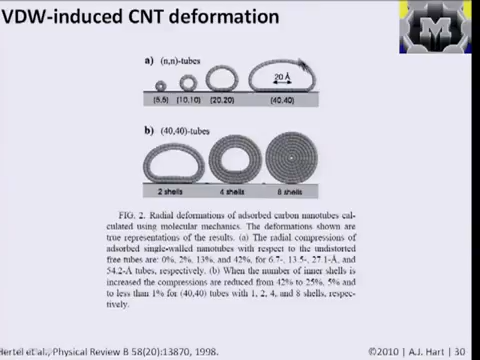 VDW-induced CNT deformation
M
a) (n,n)-tubes
20 Å
(5,5) (10,10) (20,20) (40,40)
b) (40,40)-tubes
2 shells 4 shells 8 shells
FIG. 2. Radial deformations of adsorbed carbon nanotubes cal-
culated using molecular mechanics. The deformations shown are
true representations of the results. (a) The radial compressions of
adsorbed single-walled nanotubes with respect to the undistorted
free tubes are: 0%, 2%, 13%, and 42%, for 6.7-, 13.5-, 27.1-Å, and
54.2-Å tubes, respectively. (b) When the number of inner shells is
increased the compressions are reduced from 42% to 25%, 5% and
to less than 1% for (40,40) tubes with 1, 2, 4, and 8 shells, respec-
tively.
Hertel et al., Physical Review B 58(20):13870, 1998.
©2010 | A.J. Hart | 30